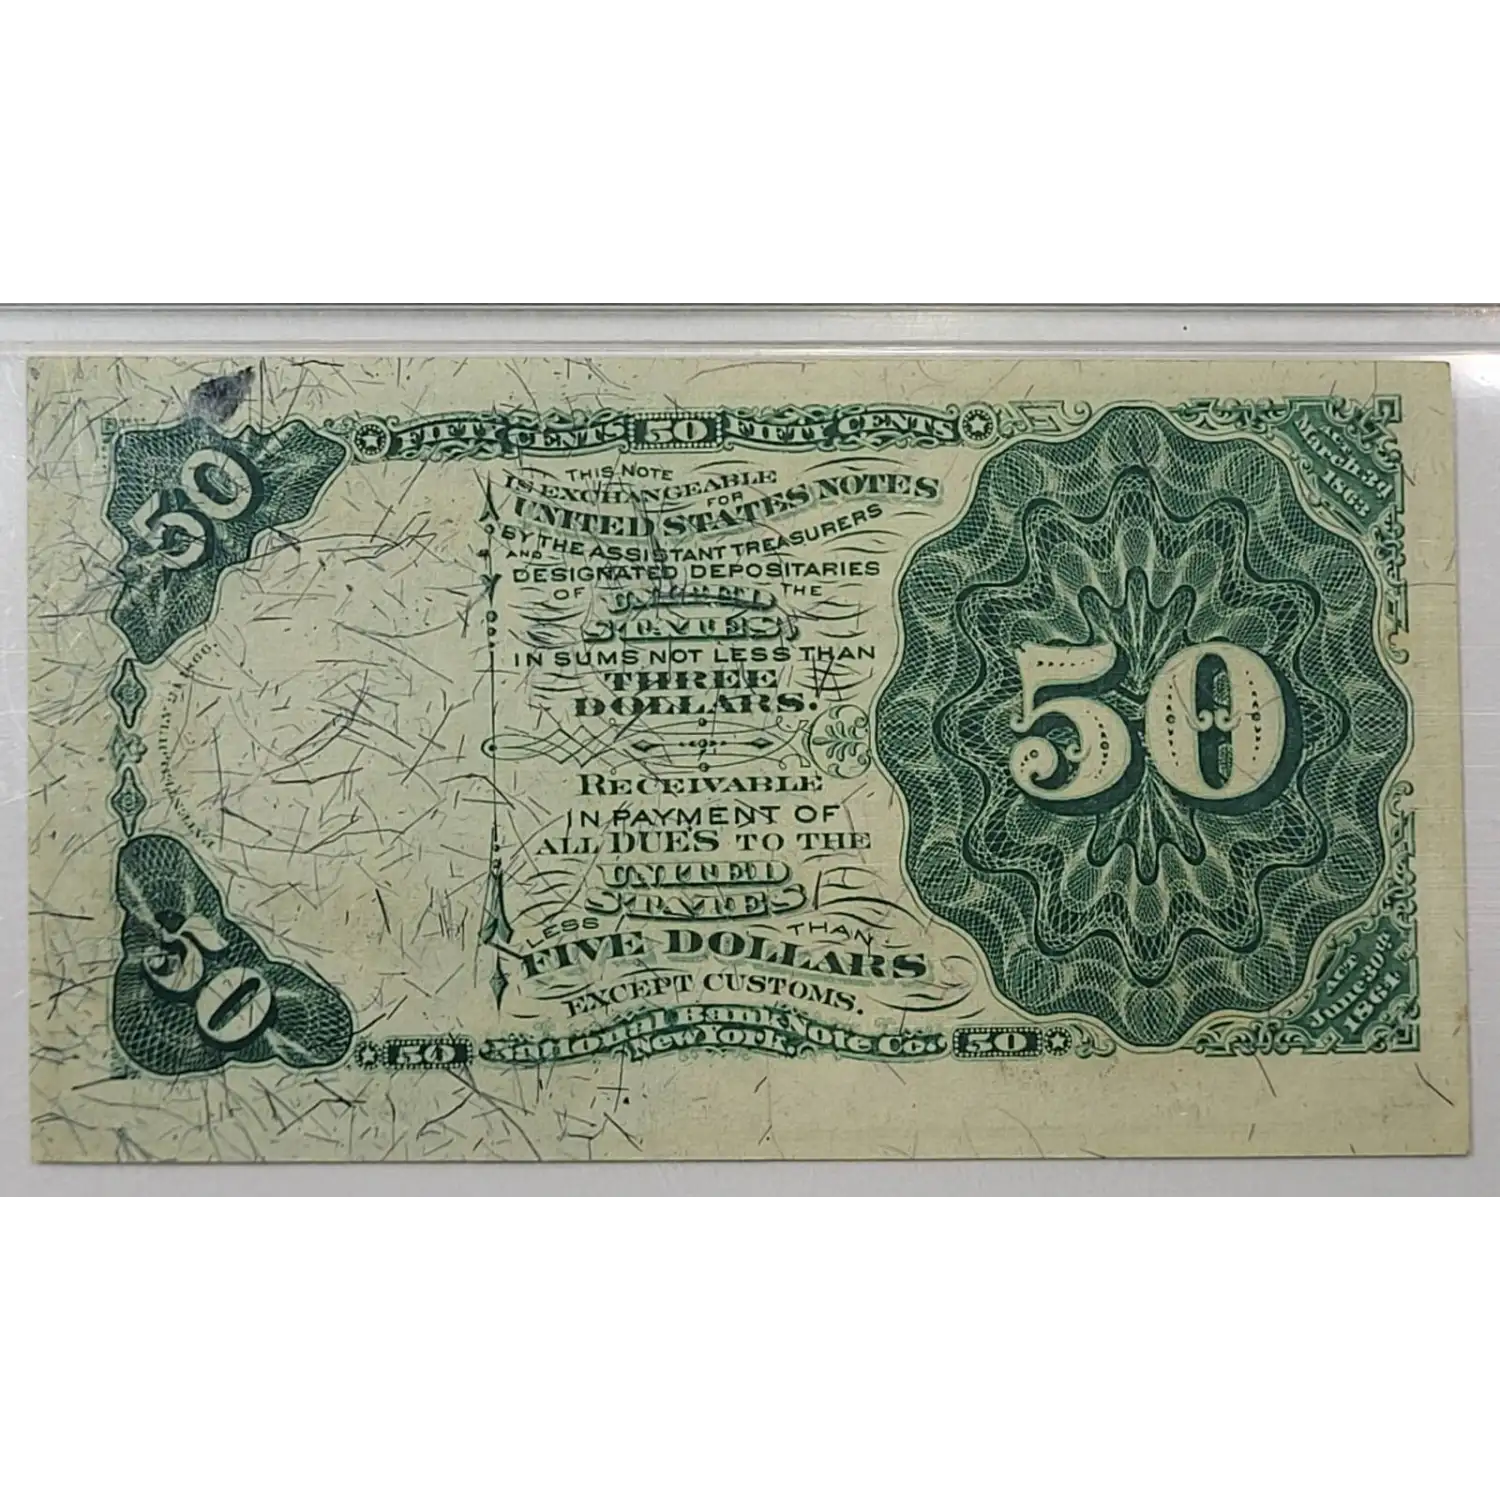 FIFTY CENTS 50 FIFTY CENTS
50
THIS NOTE
IS EXCHANGEABLE
FOR
UNITED STATES NOTES
BY THE ASSISTANT TREASURERS
AND
DESIGNATED DEPOSITARIES
OF THE
UNITED
STATES,
IN SUMS NOT LESS THAN
THREE
DOLLARS.
RECEIVABLE
IN PAYMENT OF
ALL DUES TO THE
UNITED
STATES
LESS THAN
FIVE DOLLARS
EXCEPT CUSTOMS.
50
50
ACT
March 3d
1863
ACT
June 30th
1864
50 National Bank Note Co. 50
New York.